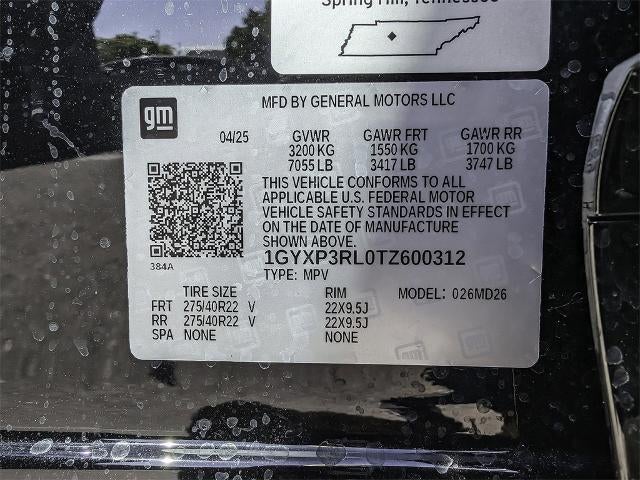 Spring Hill, Tennessee
gm
MFD BY GENERAL MOTORS LLC
04/25 GVWR GAWR FRT GAWR RR
3200 KG 1550 KG 1700 KG
7055 LB 3417 LB 3747 LB
THIS VEHICLE CONFORMS TO ALL
APPLICABLE U.S. FEDERAL MOTOR
VEHICLE SAFETY STANDARDS IN EFFECT
ON THE DATE OF MANUFACTURE
SHOWN ABOVE.
384A
1GYXP3RL0TZ600312
TYPE: MPV
TIRE SIZE RIM MODEL: 026MD26
FRT 275/40R22 V 22X9.5J
RR 275/40R22 V 22X9.5J
SPA NONE NONE